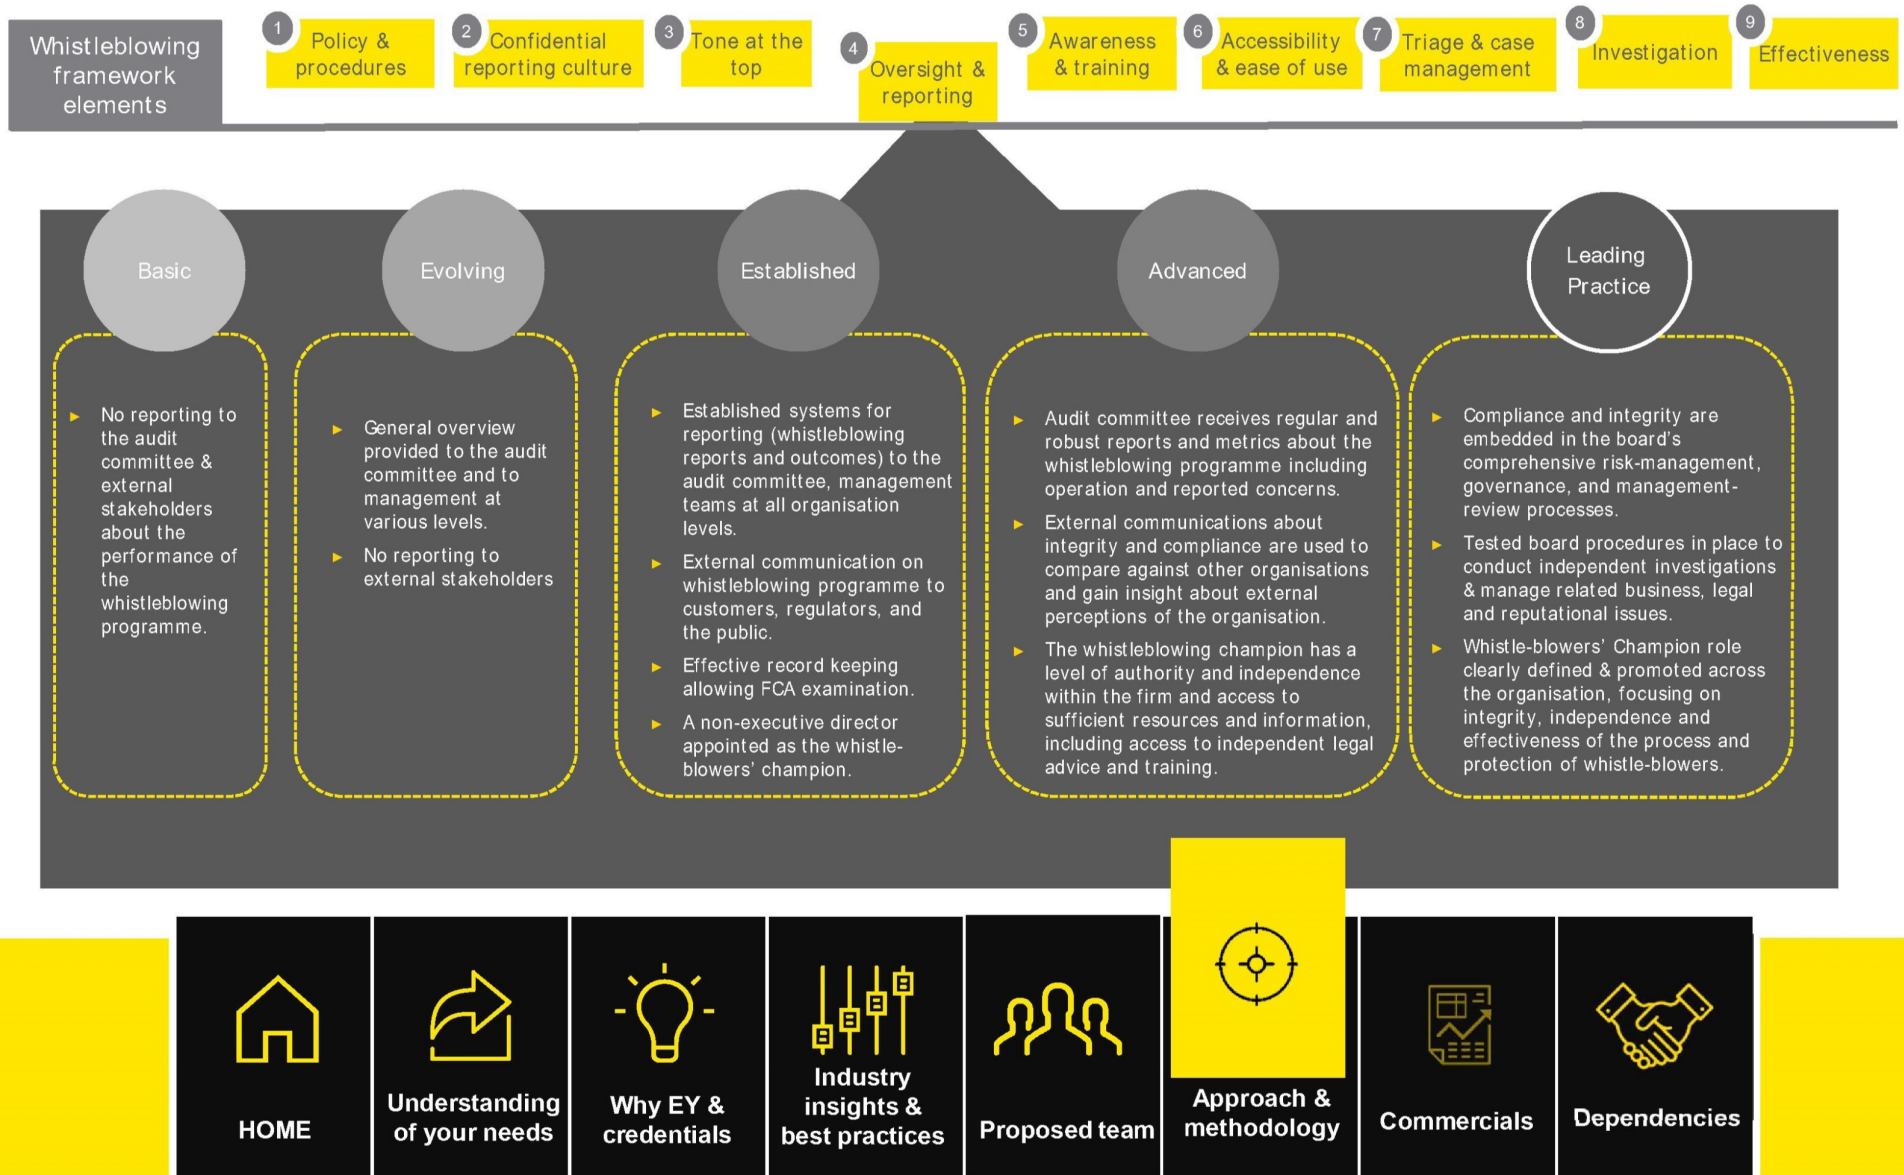 Whistleblowing
framework
elements
1
Policy &
procedures
2
Confidential
reporting culture
3
Tone at the
top
4
Oversight &
reporting
5
Awareness
& training
6
Accessibility
& ease of use
7
Triage & case
management
8
Investigation
9
Effectiveness
Basic
► No reporting to
the audit
committee &
external
stakeholders
about the
performance of
the
whistleblowing
programme.
Evolving
► General overview
provided to the audit
committee and to
management at
various levels.
► No reporting to
external stakeholders
Established
► Established systems for
reporting (whistleblowing
reports and outcomes) to the
audit committee, management
teams at all organisation
levels.
► External communication on
whistleblowing programme to
customers, regulators, and
the public.
► Effective record keeping
allowing FCA examination.
► A non-executive director
appointed as the whistle-
blowers’ champion.
Advanced
► Audit committee receives regular and
robust reports and metrics about the
whistleblowing programme including
operation and reported concerns.
► External communications about
integrity and compliance are used to
compare against other organisations
and gain insight about external
perceptions of the organisation.
► The whistleblowing champion has a
level of authority and independence
within the firm and access to
sufficient resources and information,
including access to independent legal
advice and training.
Leading
Practice
► Compliance and integrity are
embedded in the board’s
comprehensive risk-management,
governance, and management-
review processes.
► Tested board procedures in place to
conduct independent investigations
& manage related business, legal
and reputational issues.
► Whistle-blowers’ Champion role
clearly defined & promoted across
the organisation, focusing on
integrity, independence and
effectiveness of the process and
protection of whistle-blowers.
HOME
Understanding
of your needs
Why EY &
credentials
Industry
insights &
best practices
Proposed team
Approach &
methodology
Commercials
Dependencies